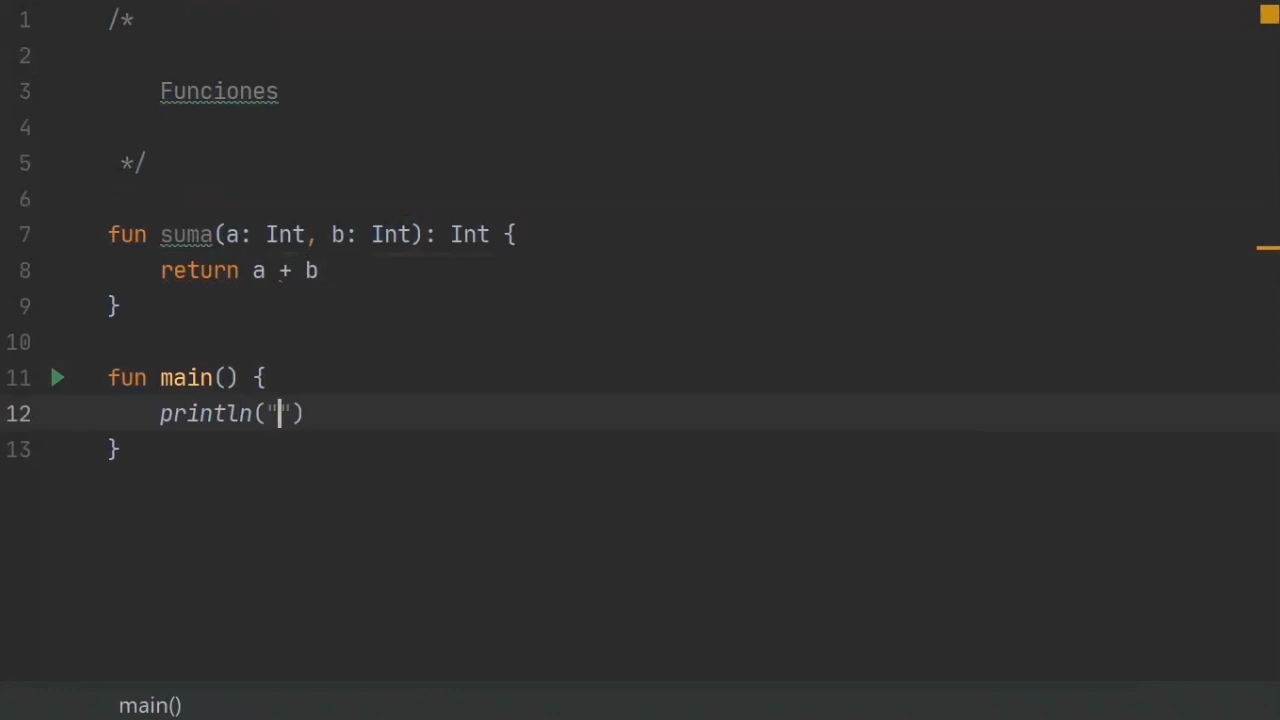 1 /*
2
3 Funciones
4
5 */
6
7 fun suma(a: Int, b: Int): Int {
8 return a + b
9 }
10
11 fun main() {
12 println("")
13 }
main()